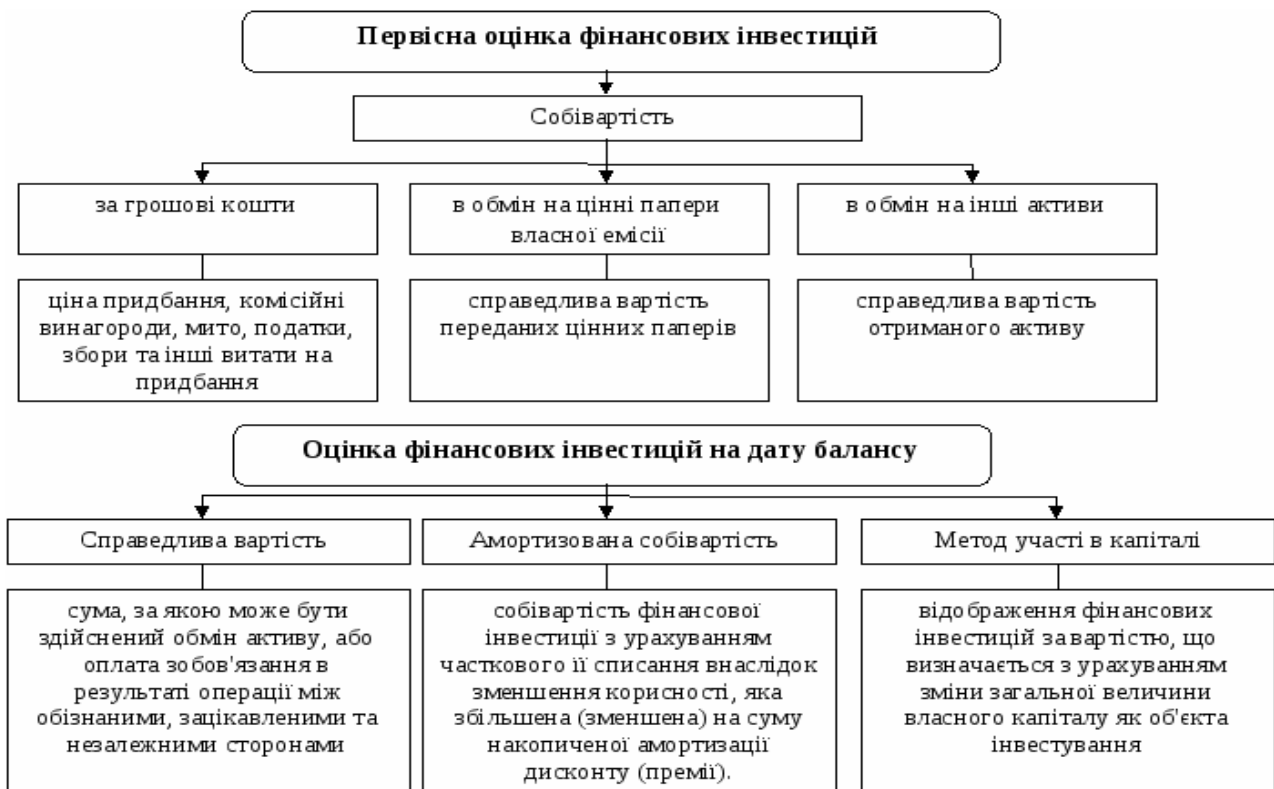 Первісна оцінка фінансових інвестицій
Собівартість
за грошові кошти
в обмін на цінні папери
власної емісії
в обмін на інші активи
ціна придбання, комісійні
винагороди, мито, податки,
збори та інші витати на
придбання
справедлива вартість
переданих цінних паперів
справедлива вартість
отриманого активу
Оцінка фінансових інвестицій на дату балансу
Справедлива вартість
Амортизована собівартість
Метод участі в капіталі
сума, за якою може бути
здійснений обмін активу, або
оплата зобов'язання в
результаті операції між
обізнаними, зацікавленими та
незалежними сторонами
собівартість фінансової
інвестиції з урахуванням
часткового її списання внаслідок
зменшення корисності, яка
збільшена (зменшена) на суму
накопиченої амортизації
дисконту (премії).
відображення фінансових
інвестицій за вартістю, що
визначається з урахуванням
зміни загальної величини
власного капіталу як об'єкта
інвестування